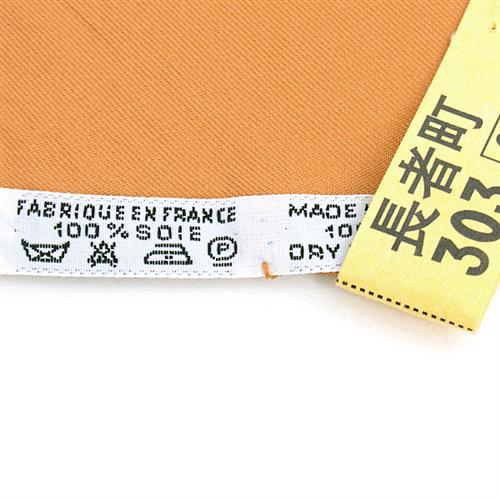 FABRIQUE EN FRANCE
100% SOIE
P
MADE
DRY
長者町
303